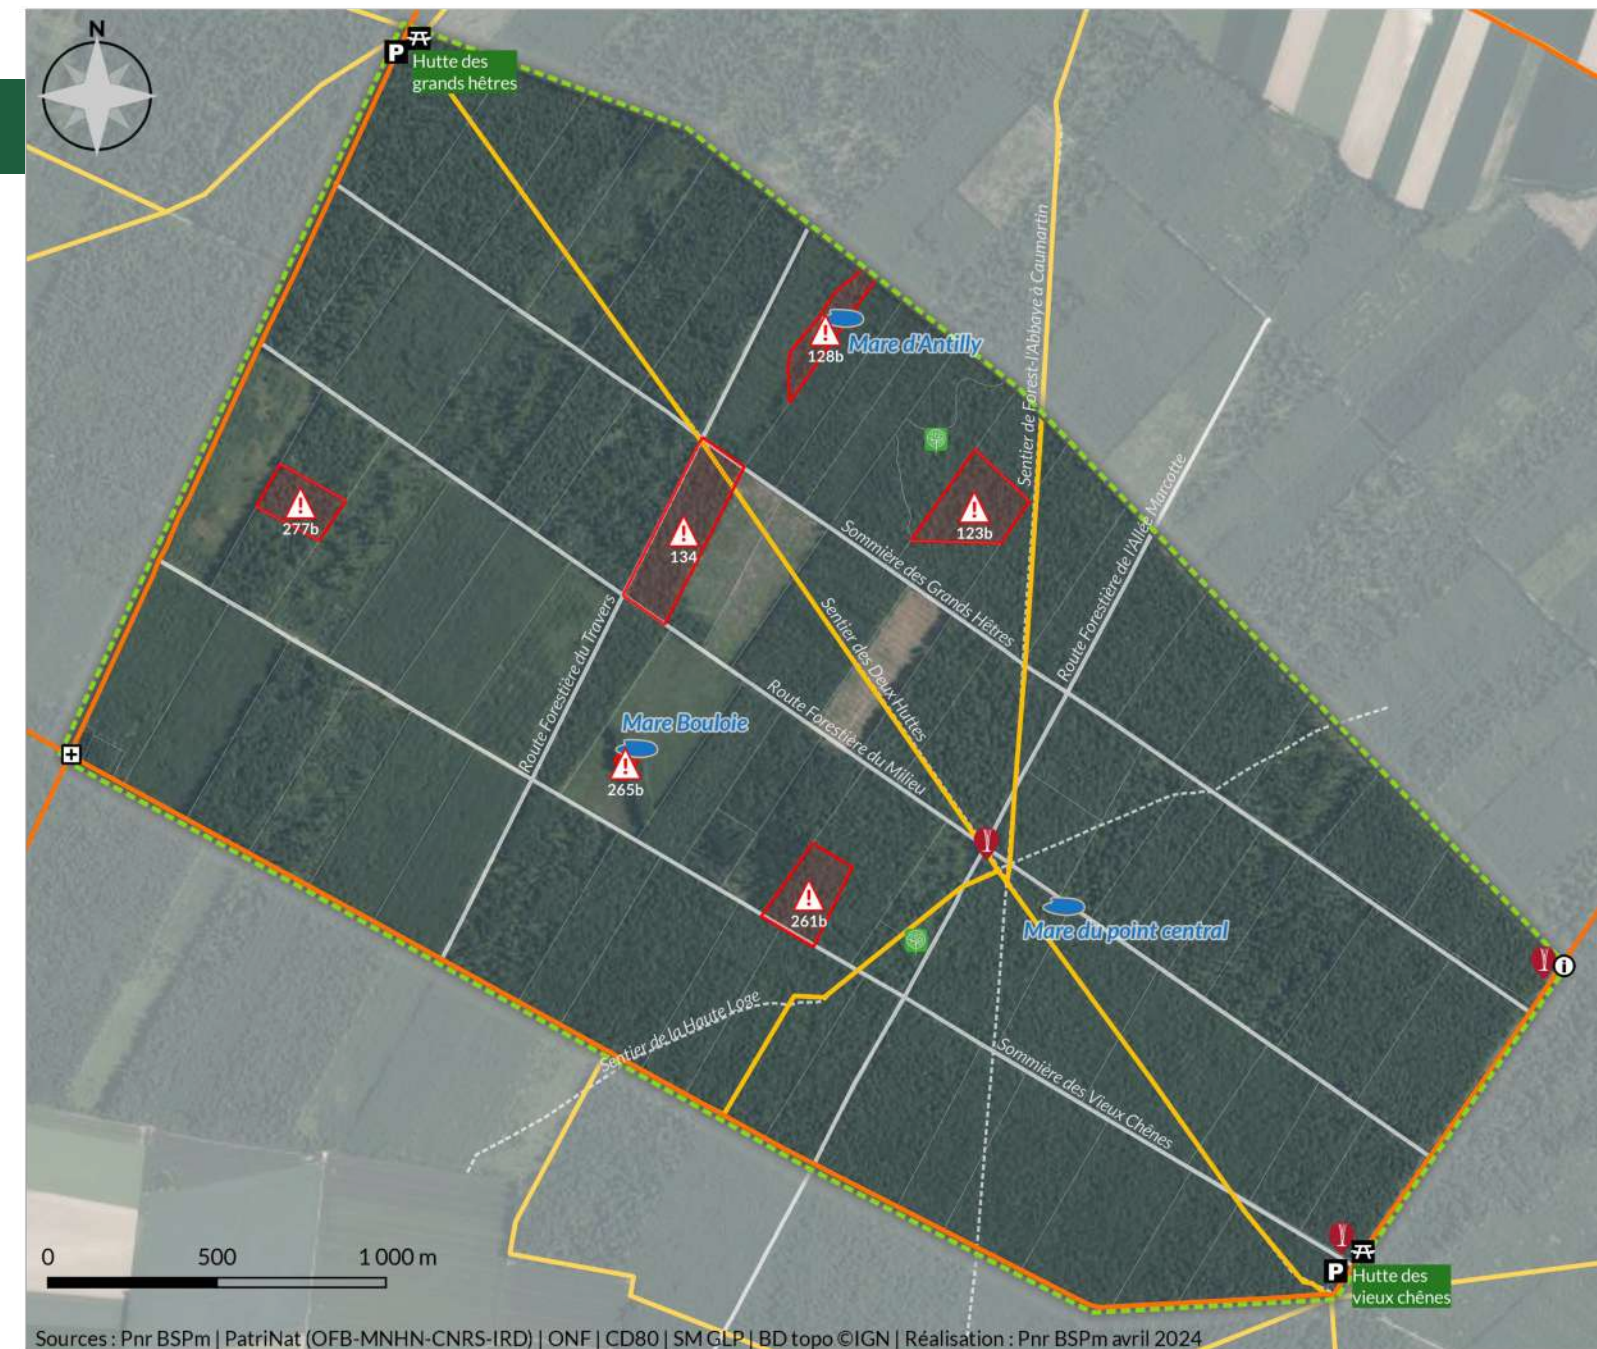 N
P
Hutte des
grands hêtres
Sentier de Forest-l'Abbaye à Caumartin
128b
Mare d'Antilly
Route Forestière de l'Allée Marcotte
277b
134
123b
Sommière des Grands Hêtres
Route Forestière du Travers
Sentier des Deux Huttes
Route Forestière du Milieu
Mare Bouloie
265b
261b
Mare du point central
i
Sentier de la Haute Loge
Sommière des Vieux Chênes
0 500 1 000 m
P
Hutte des
vieux chênes
Sources : Pnr BSPm | PatriNat (OFB-MNHN-CNRS-IRD) | ONF | CD80 | SM GLP | BD topo ©IGN | Réalisation : Pnr BSPm avril 2024